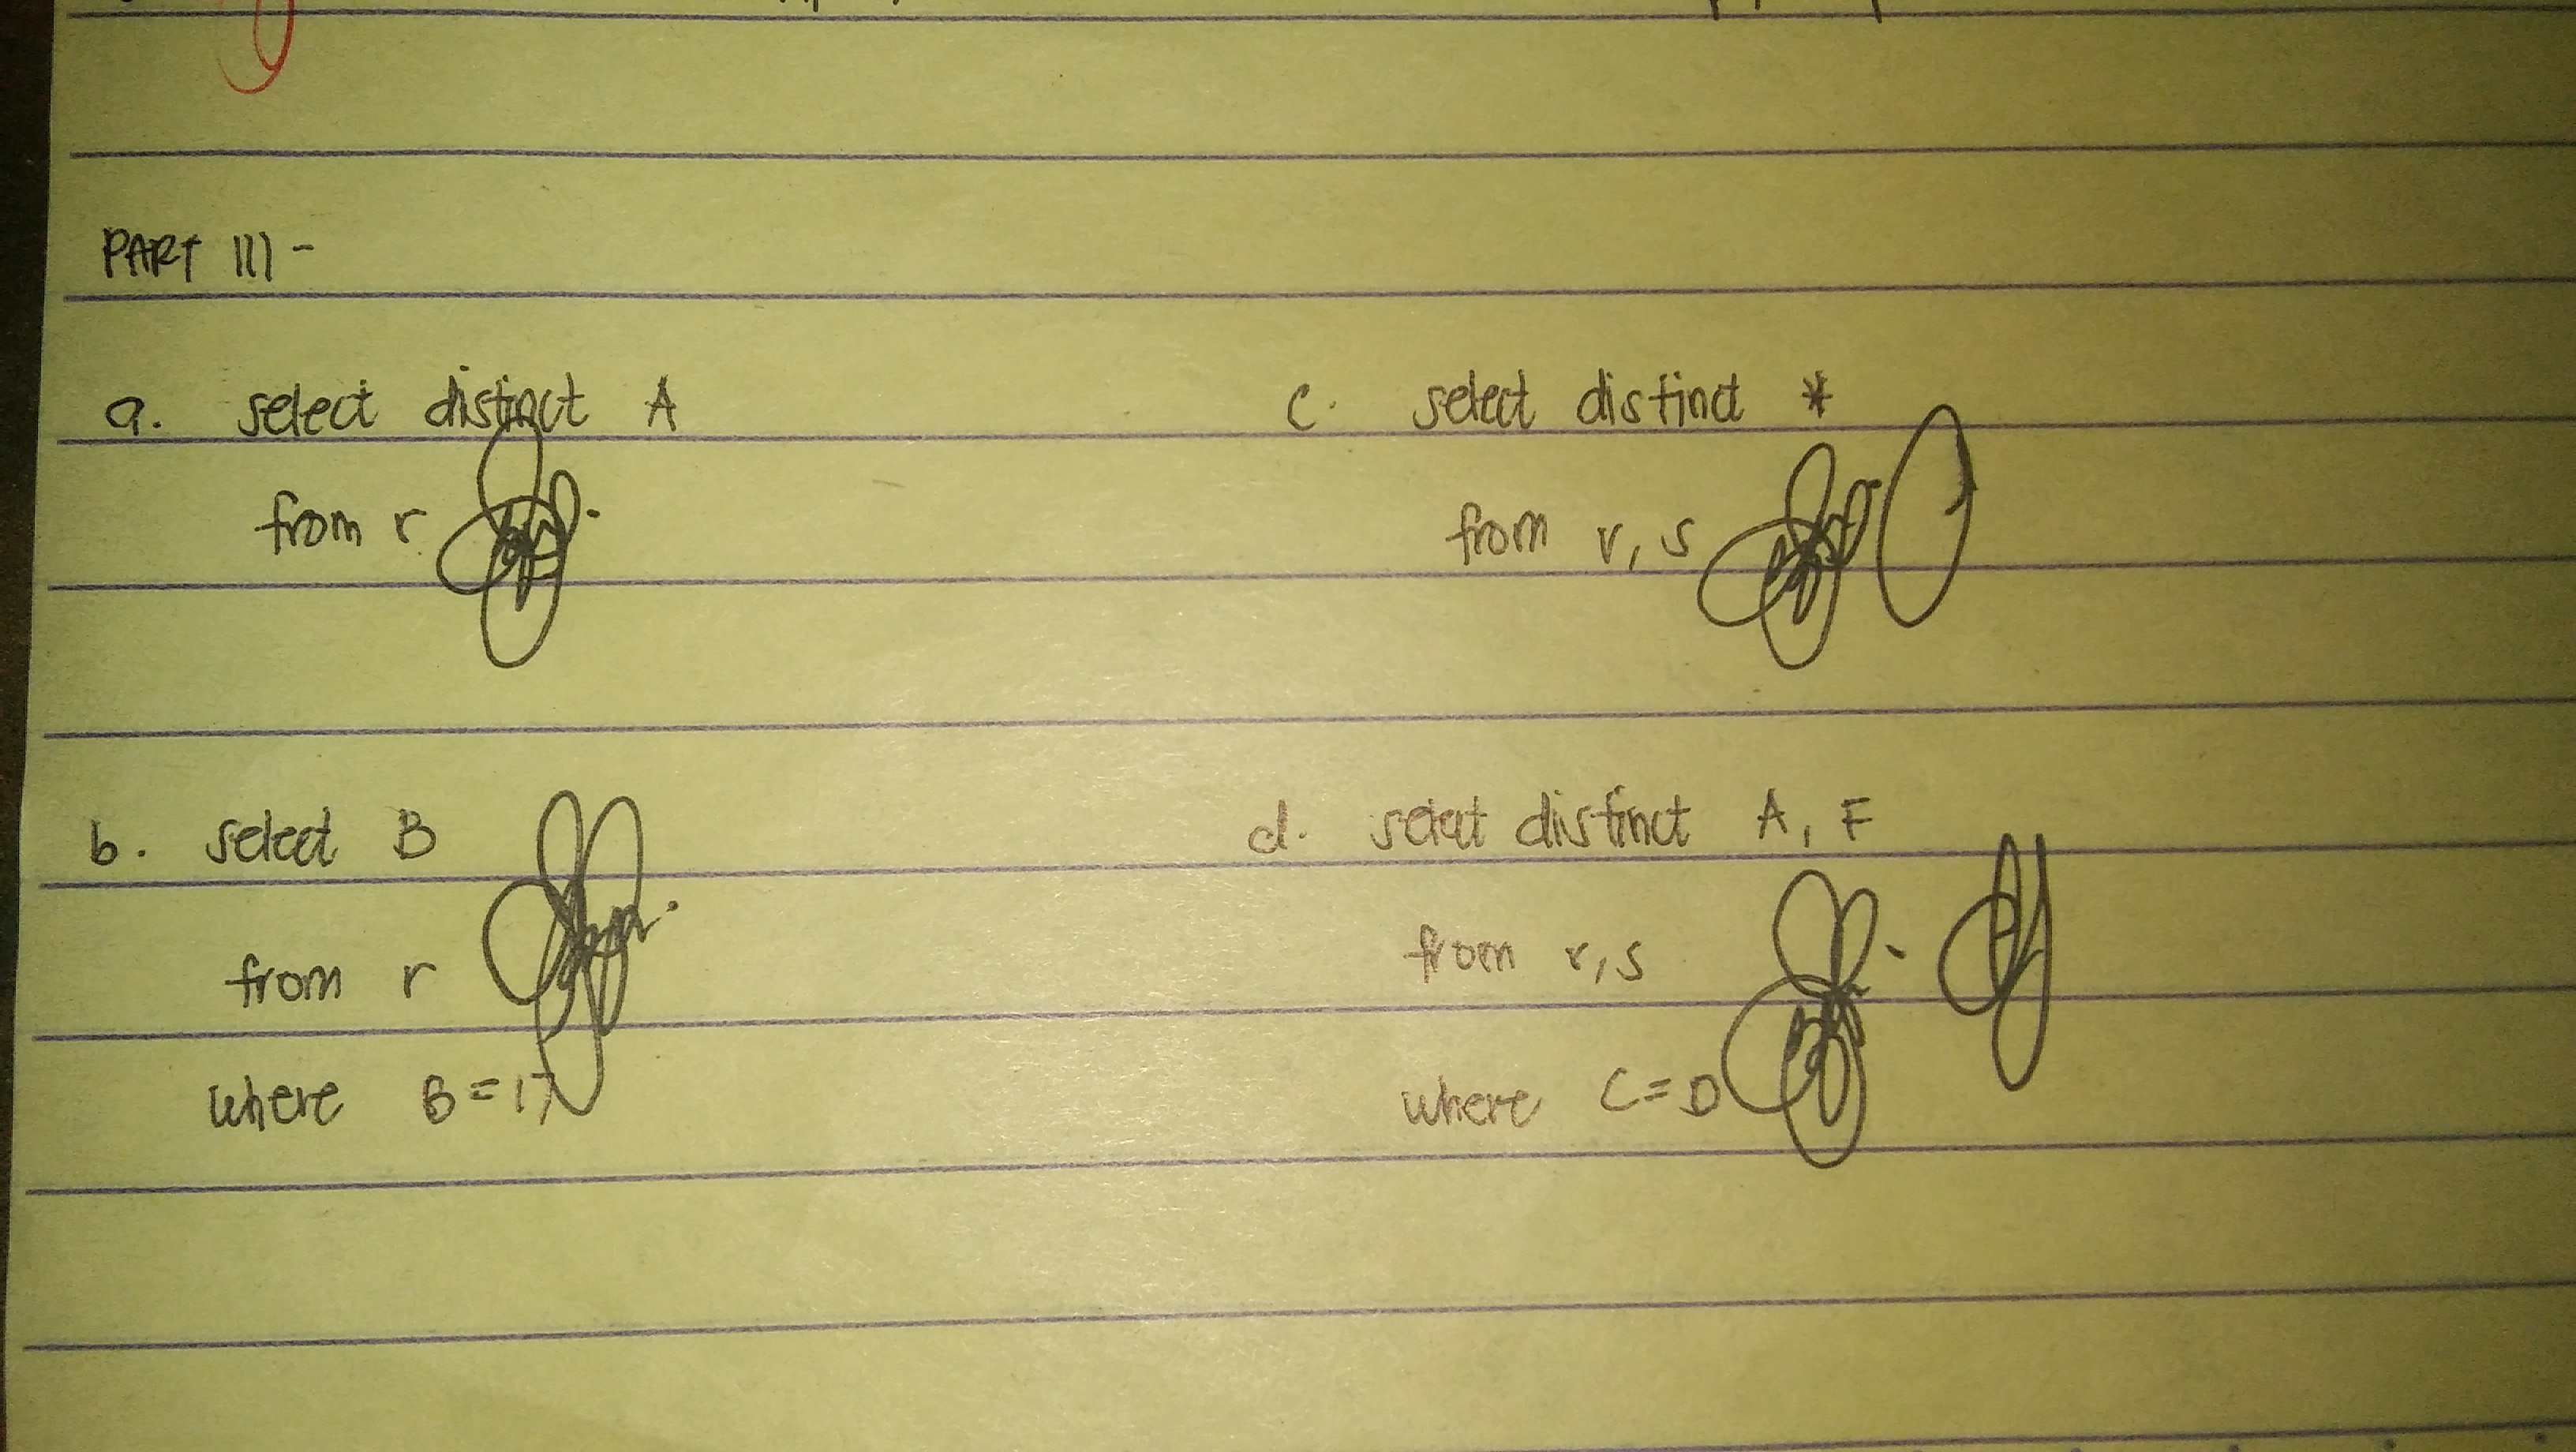 PART III -
a. select distinct A
from r
b. select B
from r
where B = 17
c. select distinct *
from r, s
d. select distinct A, F
from r, s
where C = D